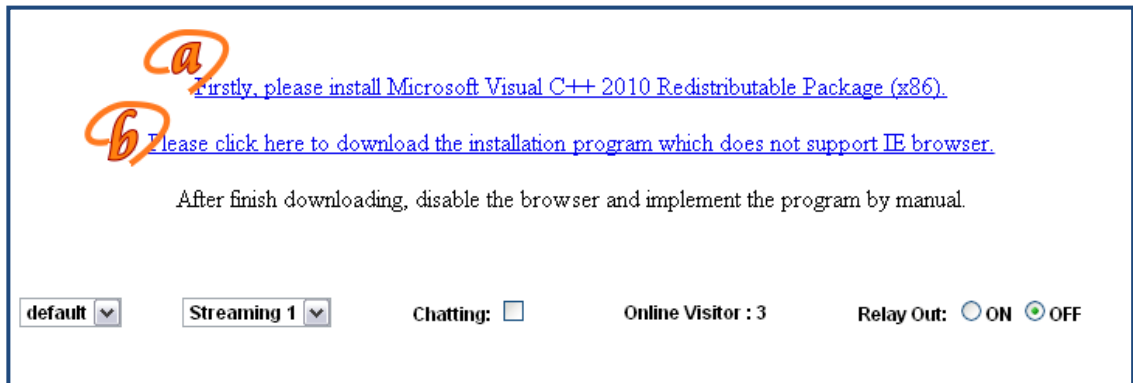 a
Firstly, please install Microsoft Visual C++ 2010 Redistributable Package (x86).
b
Please click here to download the installation program which does not support IE browser.
After finish downloading, disable the browser and implement the program by manual.
default Streaming 1 Chatting: Online Visitor : 3 Relay Out: ON OFF